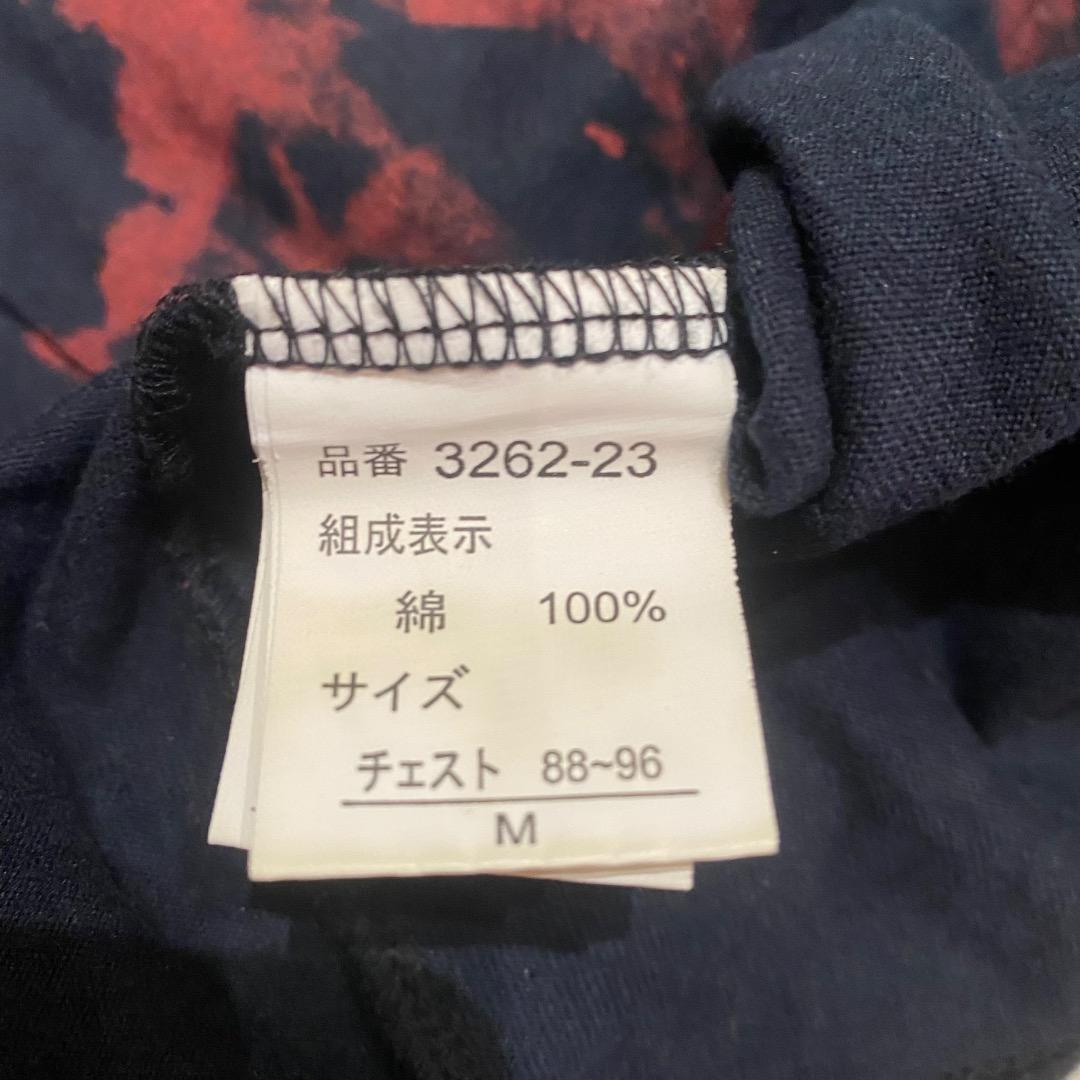 品番 3262-23
組成表示
綿 100%
サイズ
チェスト 88~96
M